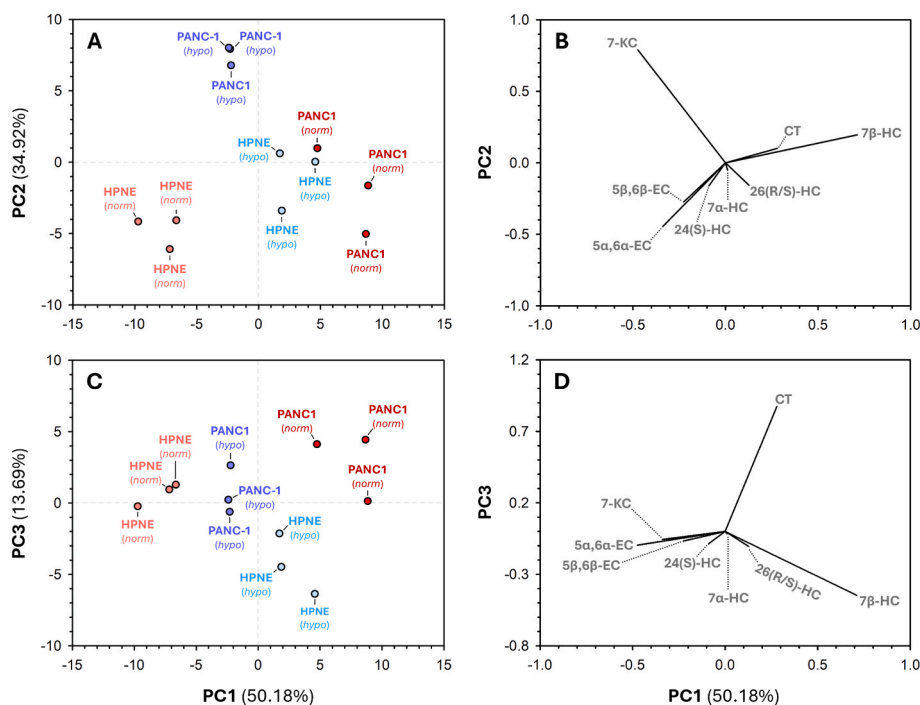 A
PANC-1
(hypo)
PANC-1
(hypo)
PANC1
(hypo)
HPNE
(hypo)
PANC1
(norm)
PANC1
(norm)
HPNE
(hypo)
HPNE
(norm)
HPNE
(norm)
HPNE
(norm)
HPNE
(hypo)
PANC1
(norm)
PC2 (34.92%)
10
5
0
-5
-10
-15
-10
-5
0
5
10
15
B
7-KC
CT
7β-HC
26(R/S)-HC
5β,6β-EC
7α-HC
24(S)-HC
5α,6α-EC
PC2
1.0
0.5
0.0
-0.5
-1.0
-1.0
-0.5
0.0
0.5
1.0
C
PANC1
(norm)
PANC1
(norm)
PANC1
(hypo)
HPNE
(norm)
HPNE
(norm)
HPNE
(norm)
PANC-1
(hypo)
PANC-1
(hypo)
PANC1
(norm)
HPNE
(hypo)
HPNE
(hypo)
HPNE
(hypo)
PC3 (13.69%)
10
5
0
-5
-10
-15
-10
-5
0
5
10
15
PC1 (50.18%)
D
CT
7-KC
5α,6α-EC
5β,6β-EC
24(S)-HC
7α-HC
26(R/S)-HC
7β-HC
PC3
1.2
0.7
0.2
-0.3
-0.8
-1.0
-0.5
0.0
0.5
1.0
PC1 (50.18%)